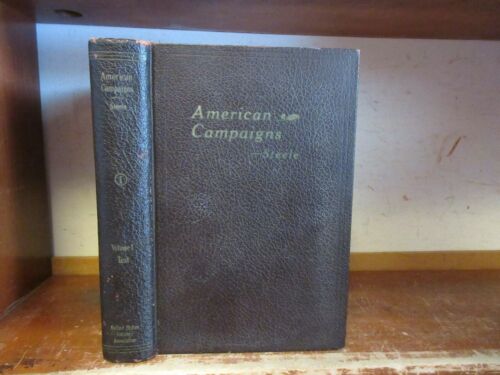 American
Campaigns
Steele
1
Volume I
Text
United States
Infantry
Association
American
Campaigns
—Steele